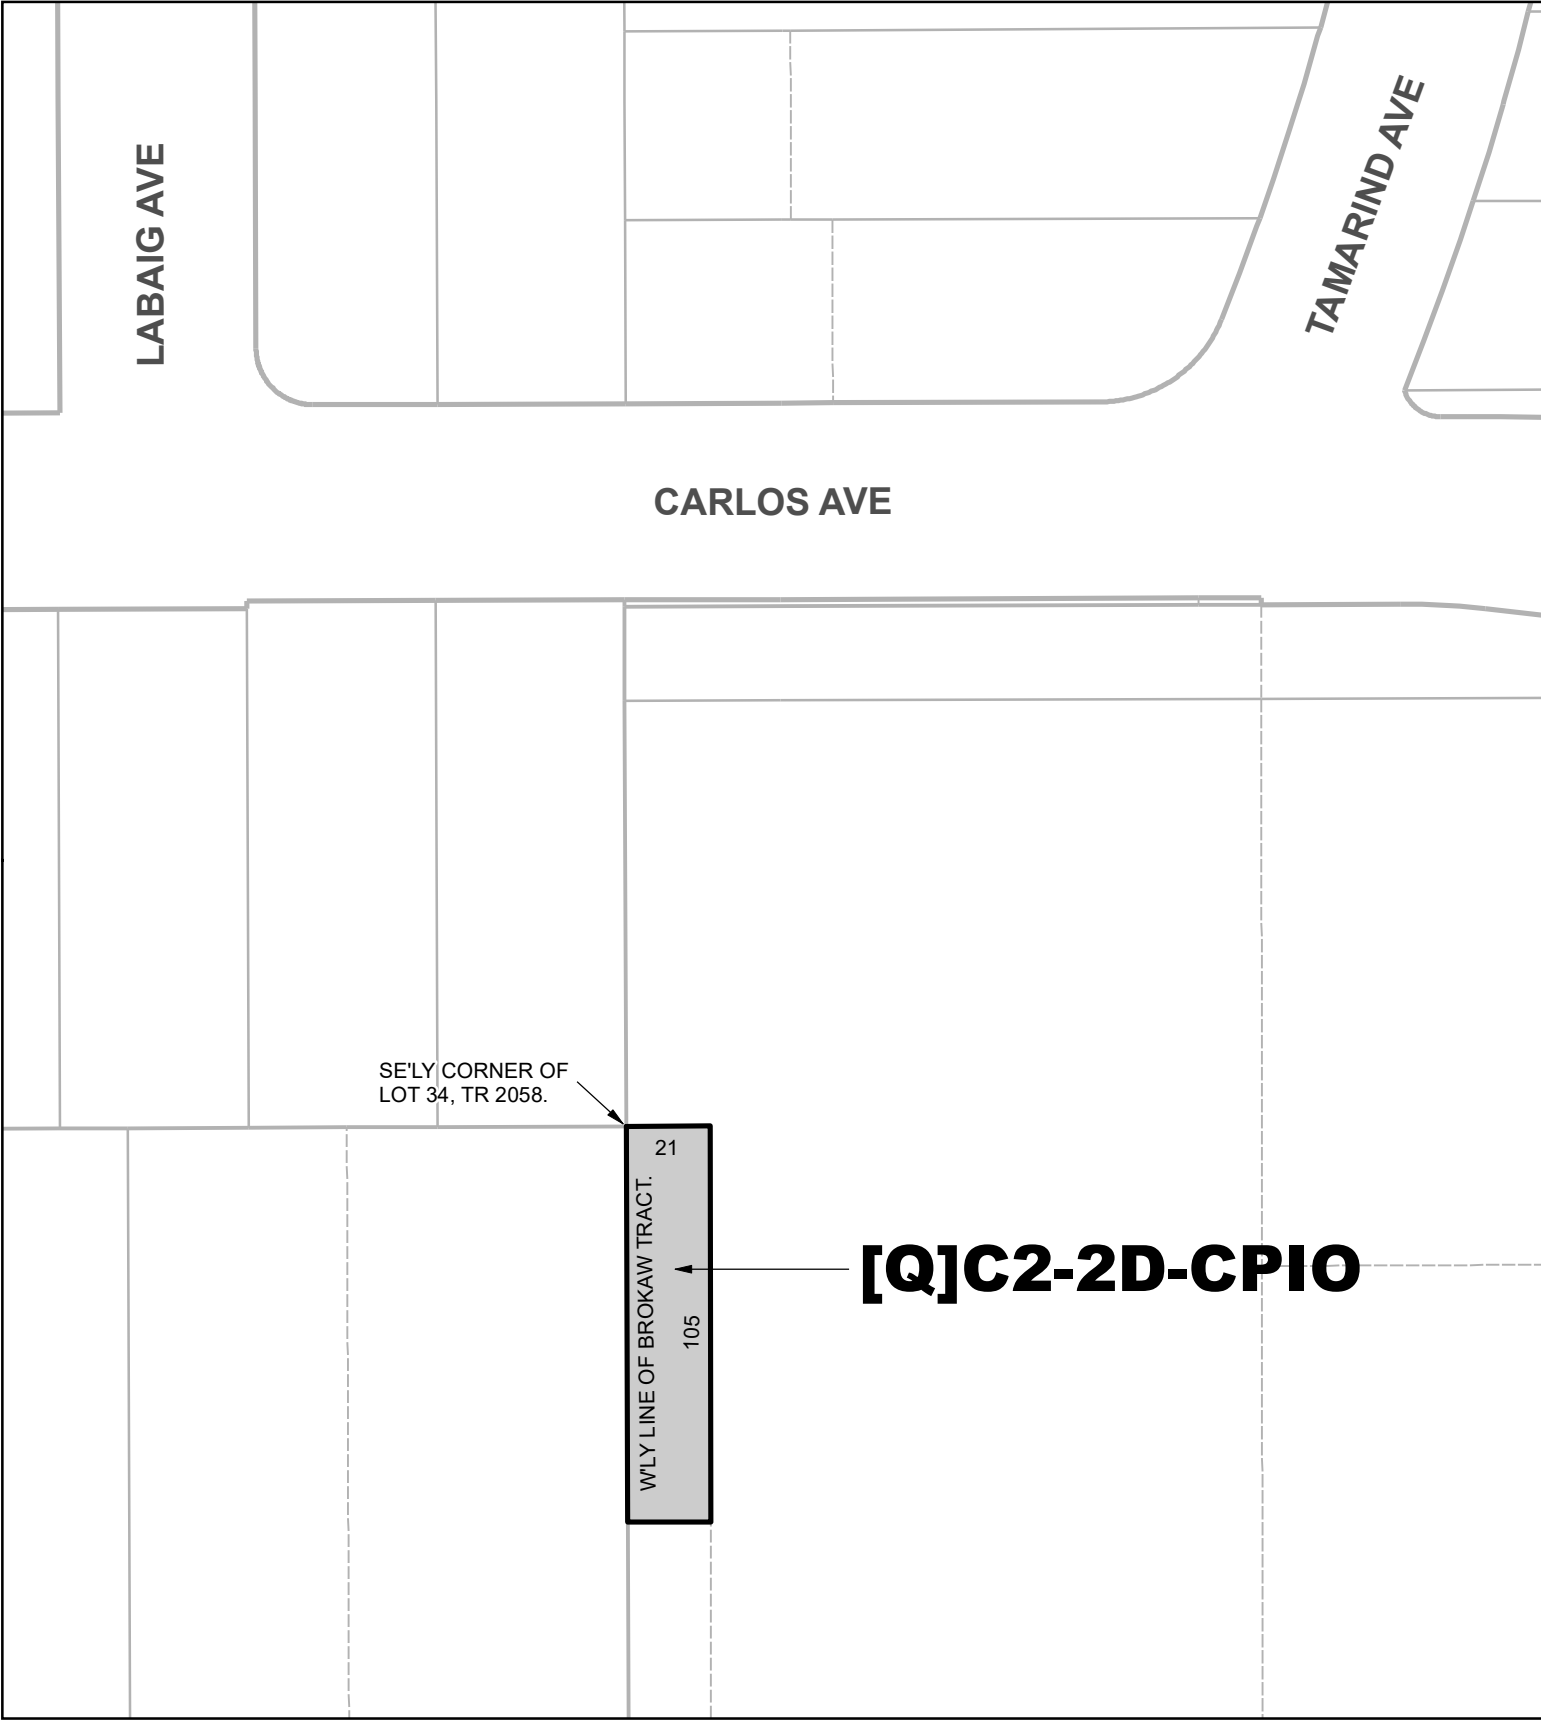 LABAIG AVE
TAMARIND AVE
CARLOS AVE
SE'LY CORNER OF
LOT 34, TR 2058.
21
W'LY LINE OF BROKAW TRACT.
105
[Q]C2-2D-CPIO